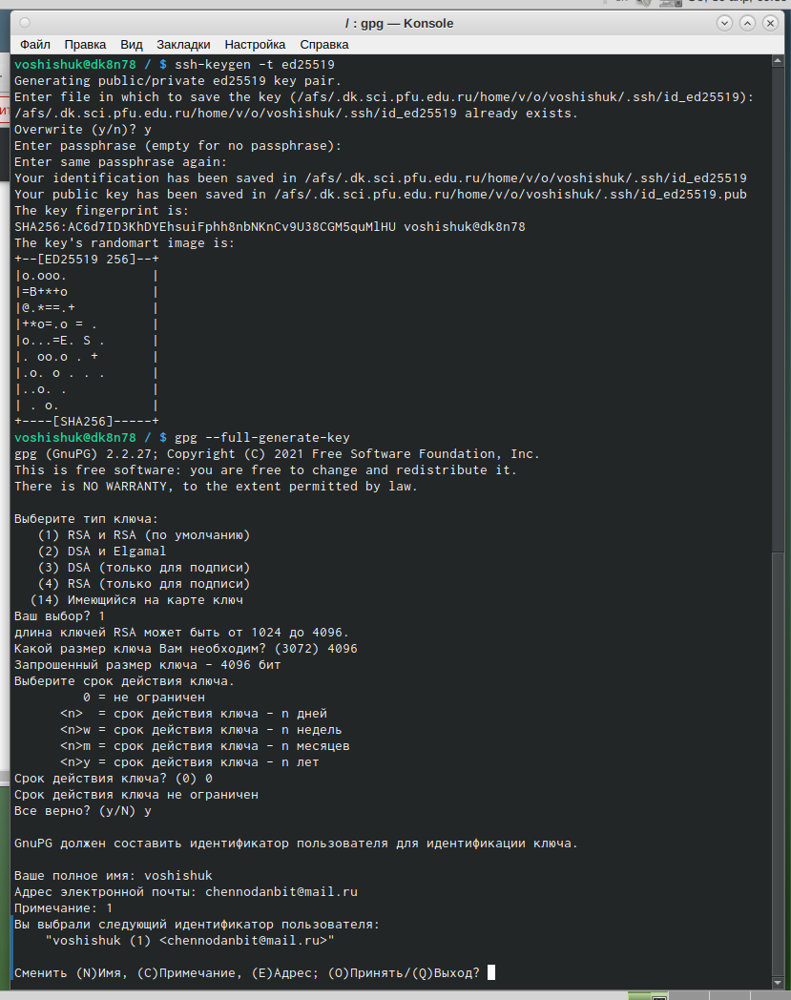 / : gpg — Konsole
Файл Правка Вид Закладки Настройка Справка
voshishuk@dk8n78 / $ ssh-keygen -t ed25519
Generating public/private ed25519 key pair.
Enter file in which to save the key (/afs/.dk.sci.pfu.edu.ru/home/v/o/voshishuk/.ssh/id_ed25519):
/afs/.dk.sci.pfu.edu.ru/home/v/o/voshishuk/.ssh/id_ed25519 already exists.
Overwrite (y/n)? y
Enter passphrase (empty for no passphrase):
Enter same passphrase again:
Your identification has been saved in /afs/.dk.sci.pfu.edu.ru/home/v/o/voshishuk/.ssh/id_ed25519
Your public key has been saved in /afs/.dk.sci.pfu.edu.ru/home/v/o/voshishuk/.ssh/id_ed25519.pub
The key fingerprint is:
SHA256:AC6d7ID3KhDYEhsuiFphh8nbNKnCv9U38CGM5quMlHU voshishuk@dk8n78
The key's randomart image is:
+--[ED25519 256]--+
|o.ooo.           |
|=B+*+o           |
|@.*==.+          |
|+*o=.o = .       |
|o...=E. S .      |
|. oo.o . +       |
|.o. o . . .      |
|..o. .           |
| . o.            |
+----[SHA256]-----+
voshishuk@dk8n78 / $ gpg --full-generate-key
gpg (GnuPG) 2.2.27; Copyright (C) 2021 Free Software Foundation, Inc.
This is free software: you are free to change and redistribute it.
There is NO WARRANTY, to the extent permitted by law.
Выберите тип ключа:
(1) RSA и RSA (по умолчанию)
(2) DSA и Elgamal
(3) DSA (только для подписи)
(4) RSA (только для подписи)
(14) Имеющийся на карте ключ
Ваш выбор? 1
длина ключей RSA может быть от 1024 до 4096.
Какой размер ключа Вам необходим? (3072) 4096
Запрошенный размер ключа - 4096 бит
Выберите срок действия ключа.
0 = не ограничен
<n>  = срок действия ключа - n дней
<n>w = срок действия ключа - n недель
<n>m = срок действия ключа - n месяцев
<n>y = срок действия ключа - n лет
Срок действия ключа? (0) 0
Срок действия ключа не ограничен
Все верно? (y/N) y
GnuPG должен составить идентификатор пользователя для идентификации ключа.
Ваше полное имя: voshishuk
Адрес электронной почты: chennodanbit@mail.ru
Примечание: 1
Вы выбрали следующий идентификатор пользователя:
"voshishuk (1) <chennodanbit@mail.ru>"
Сменить (N)Имя, (C)Примечание, (E)Адрес; (O)Принять/(Q)Выход?